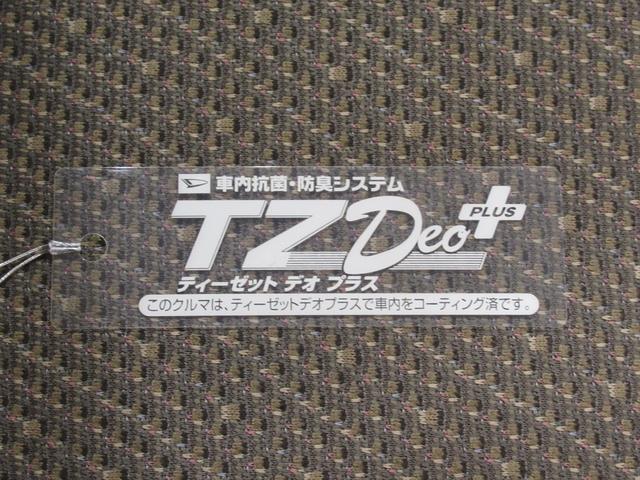 車内抗菌・防臭システム
TZ Deo PLUS
ディーゼット デオ プラス
このクルマは、ディーゼットデオプラスで車内をコーティング済です。